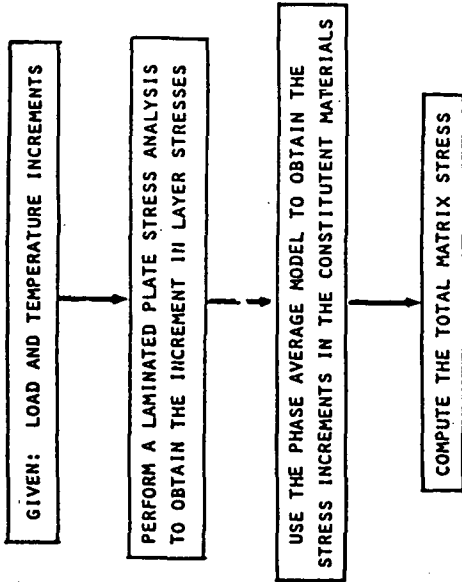 GIVEN: LOAD AND TEMPERATURE INCREMENTS
PERFORM A LAMINATED PLATE STRESS ANALYSIS
TO OBTAIN THE INCREMENT IN LAYER STRESSES
USE THE PHASE AVERAGE MODEL TO OBTAIN THE
STRESS INCREMENTS IN THE CONSTITUTENT MATERIALS
COMPUTE THE TOTAL MATRIX STRESS